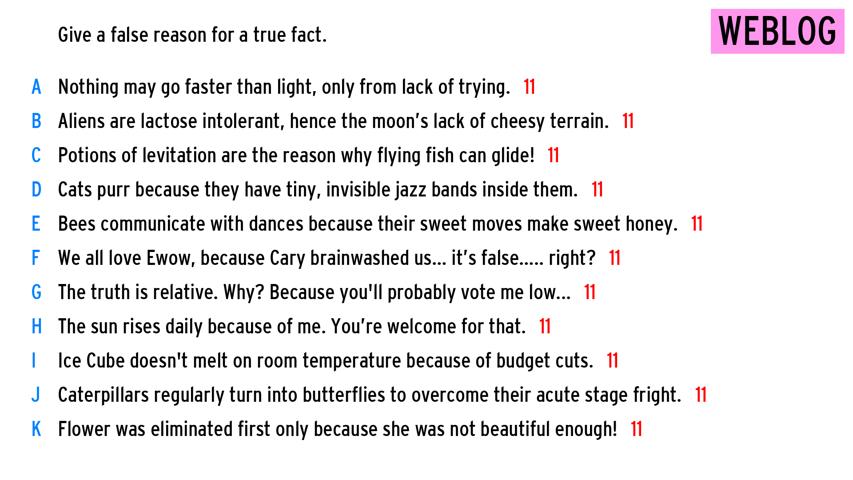 Give a false reason for a true fact.
WEBLOG
A Nothing may go faster than light, only from lack of trying. 11
B Aliens are lactose intolerant, hence the moon’s lack of cheesy terrain. 11
C Potions of levitation are the reason why flying fish can glide! 11
D Cats purr because they have tiny, invisible jazz bands inside them. 11
E Bees communicate with dances because their sweet moves make sweet honey. 11
F We all love Ewow, because Cary brainwashed us... it’s false..... right? 11
G The truth is relative. Why? Because you'll probably vote me low... 11
H The sun rises daily because of me. You’re welcome for that. 11
I Ice Cube doesn't melt on room temperature because of budget cuts. 11
J Caterpillars regularly turn into butterflies to overcome their acute stage fright. 11
K Flower was eliminated first only because she was not beautiful enough! 11